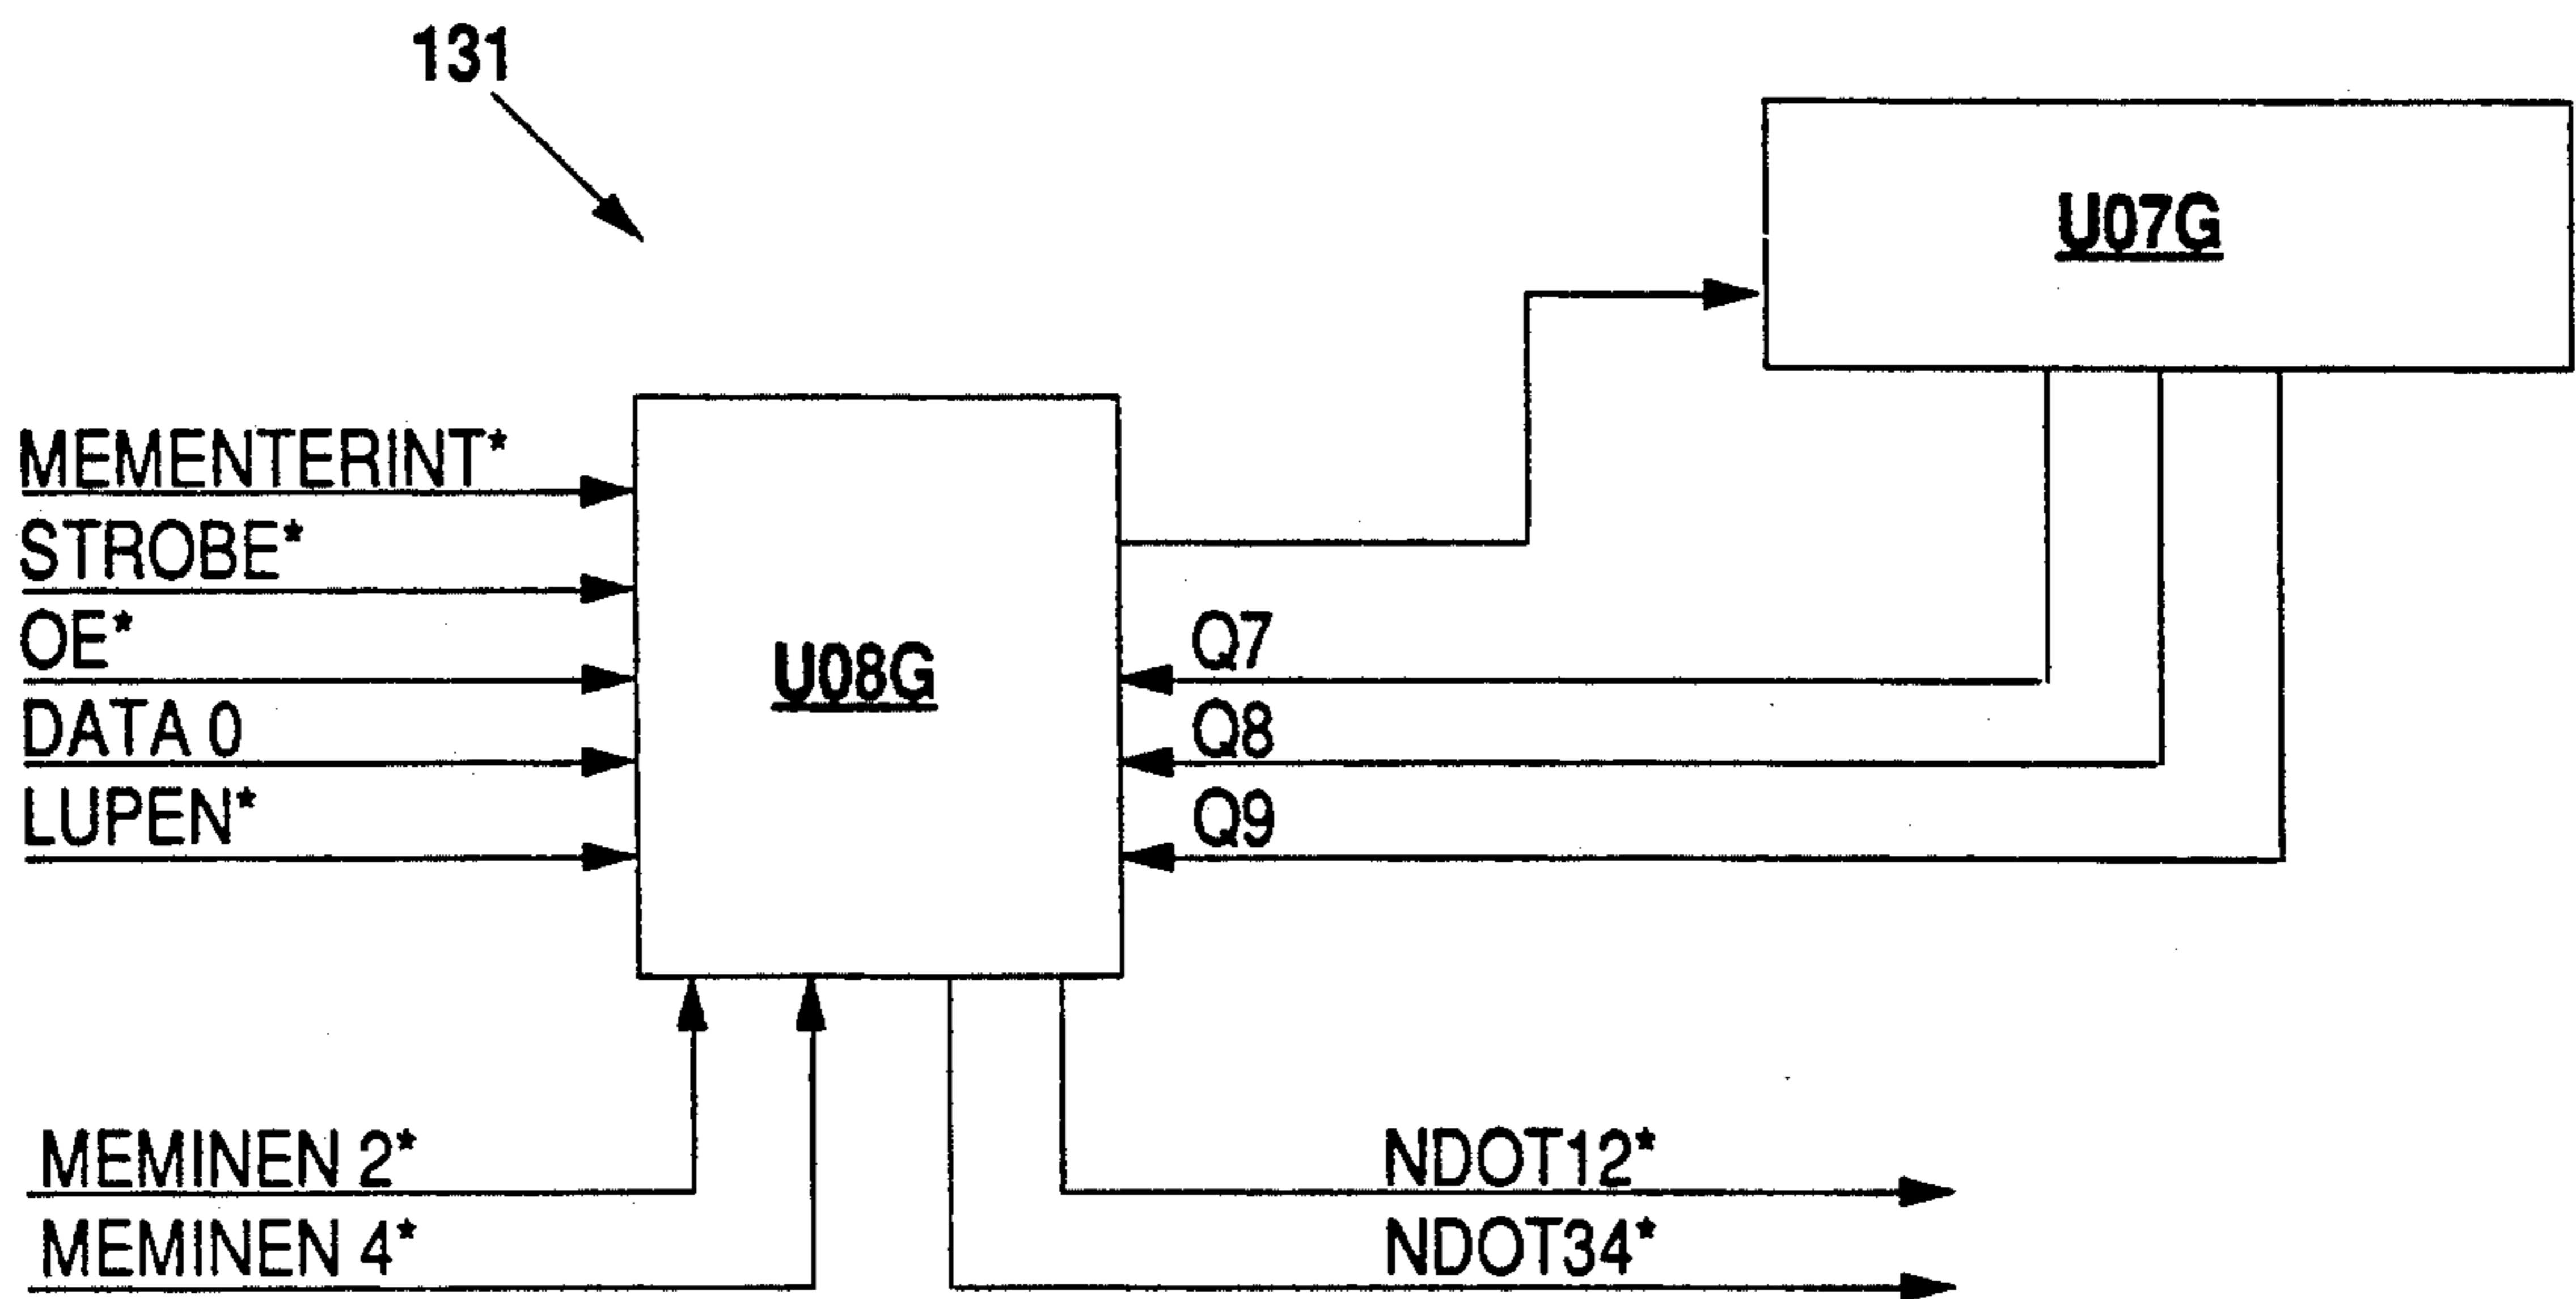 131
U07G
MEMENTERINT*
STROBE*
OE*
DATA 0
LUPEN*
U08G
Q7
Q8
Q9
MEMINEN 2*
MEMINEN 4*
NDOT12*
NDOT34*